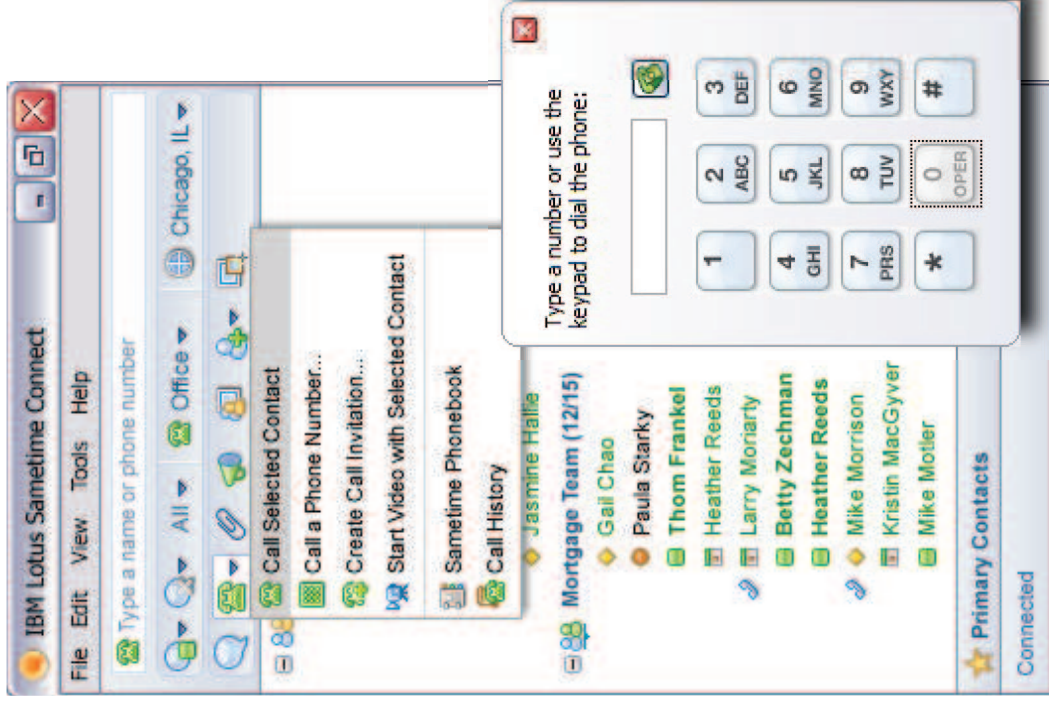 IBM Lotus Sametime Connect
File Edit View Tools Help
Type a name or phone number
All Office Chicago, IL
Call Selected Contact
Call a Phone Number...
Create Call Invitation...
Start Video with Selected Contact
Sametime Phonebook
Call History
Jasmine Halle
Mortgage Team (12/15)
Gail Chao
Paula Starky
Thom Frankel
Heather Reeds
Larry Moriarty
Betty Zechman
Heather Reeds
Mike Morrison
Kristin MacGyver
Mike Motler
Primary Contacts
Connected
Type a number or use the
keypad to dial the phone:
1 2 3
ABC DEF
4 5 6
GHI JKL MNO
7 8 9
PRS TUV WXY
* 0 #
OPER